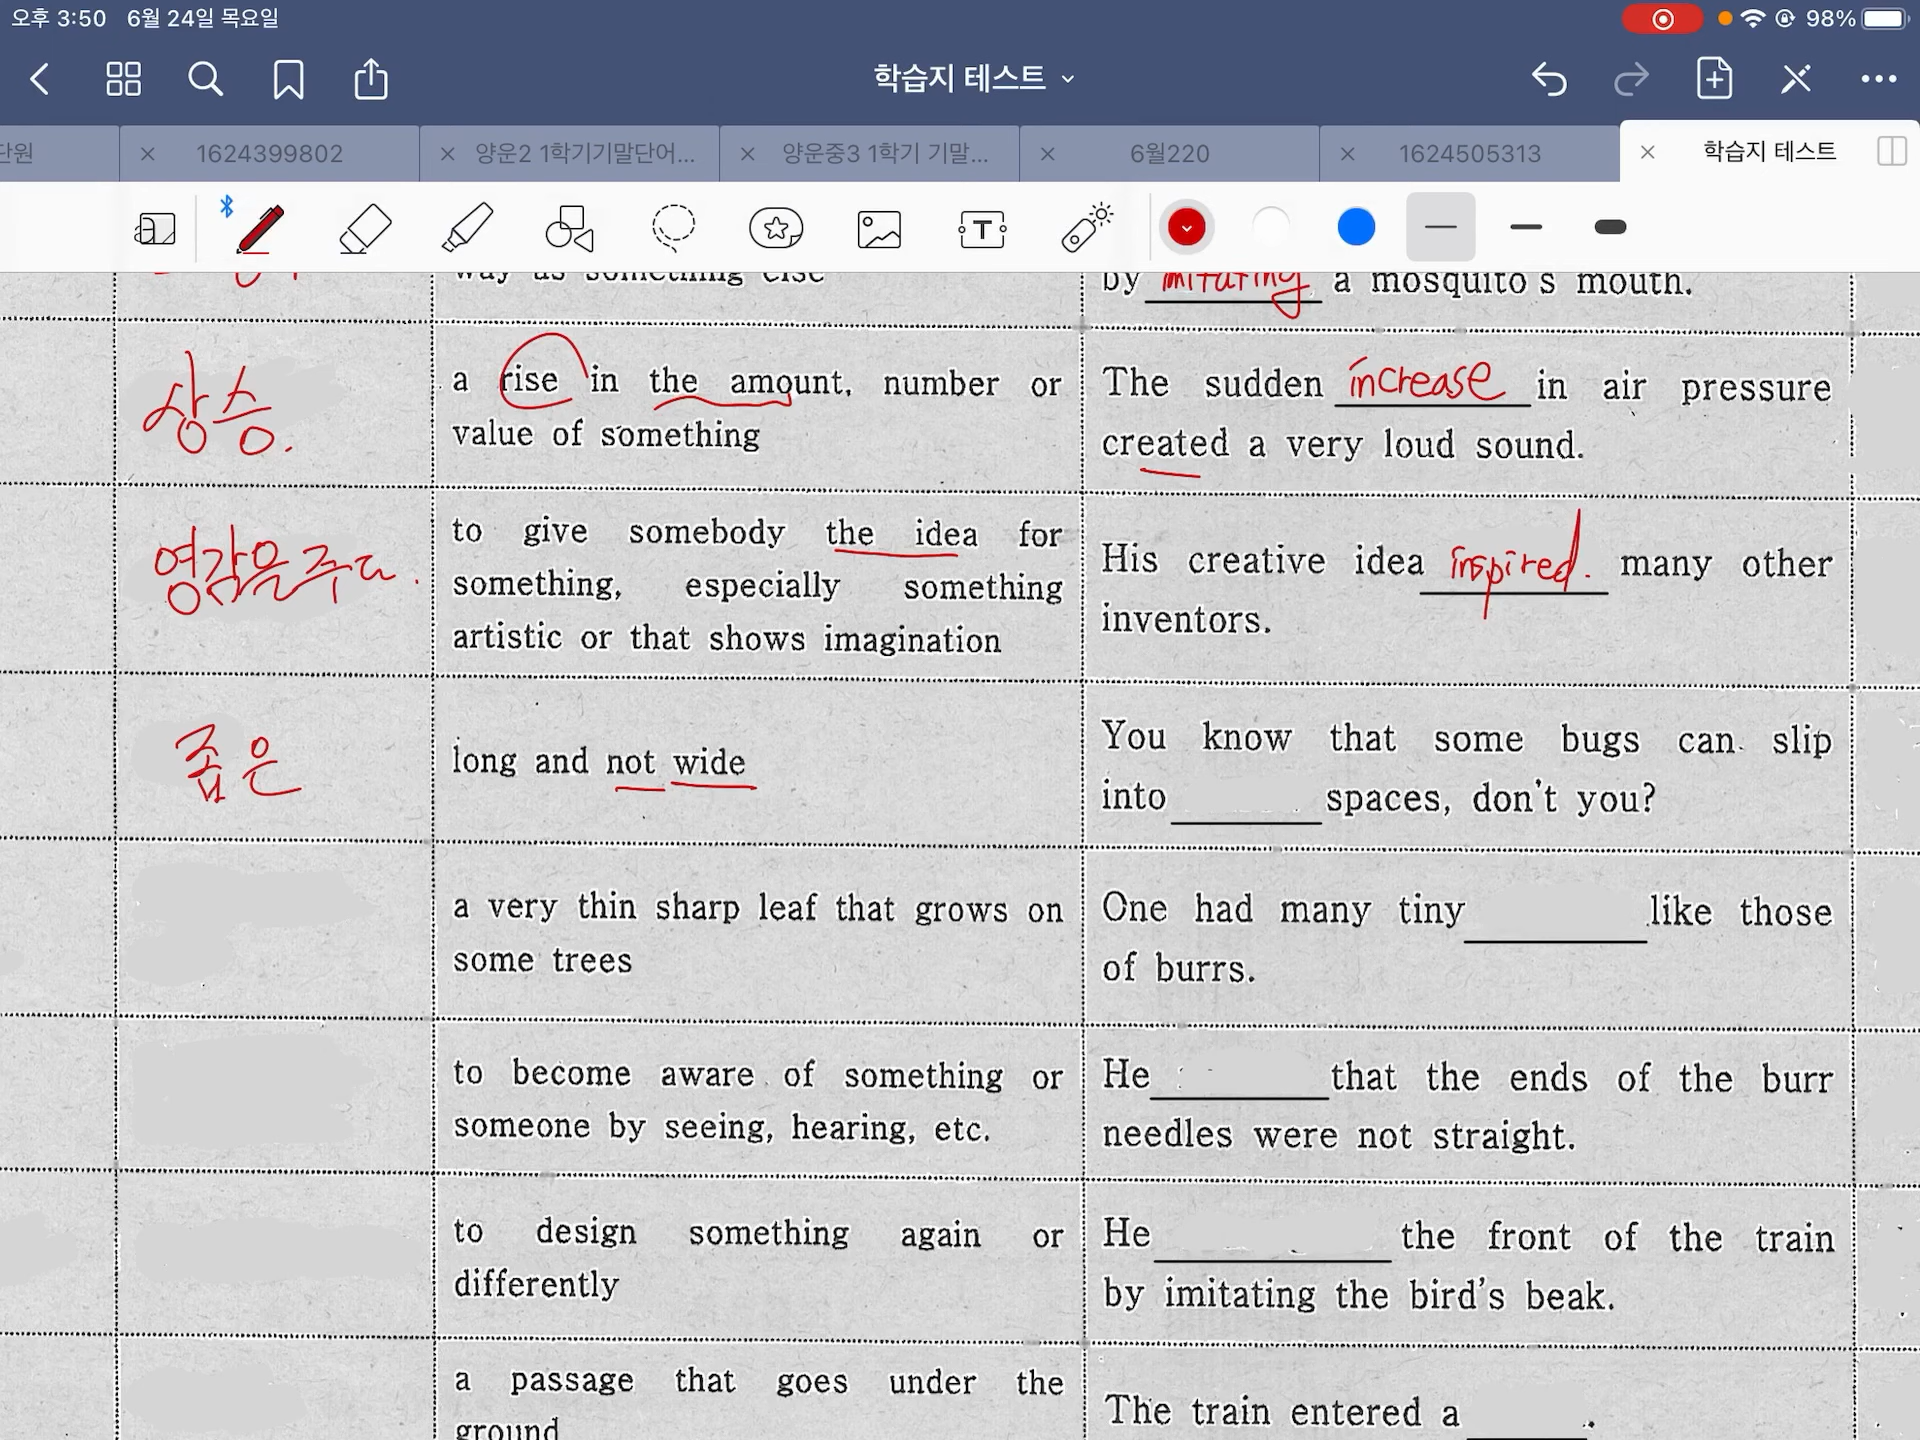 오후 3:50 6월 24일 목요일
98%
학습지 테스트
단원
1624399802
양운2 1학기기말단어...
양운중3 1학기 기말...
6월220
1624505313
학습지 테스트
way as something else
by imitating a mosquito's mouth.
상승.
a rise in the amount, number or
value of something
The sudden increase in air pressure
created a very loud sound.
영감을 주다.
to give somebody the idea for
something, especially something
artistic or that shows imagination
His creative idea inspired. many other
inventors.
좁은
long and not wide
You know that some bugs can slip
into spaces, don't you?
a very thin sharp leaf that grows on
some trees
One had many tiny like those
of burrs.
to become aware of something or
someone by seeing, hearing, etc.
He that the ends of the burr
needles were not straight.
to design something again or
differently
He the front of the train
by imitating the bird's beak.
a passage that goes under the
ground
The train entered a .